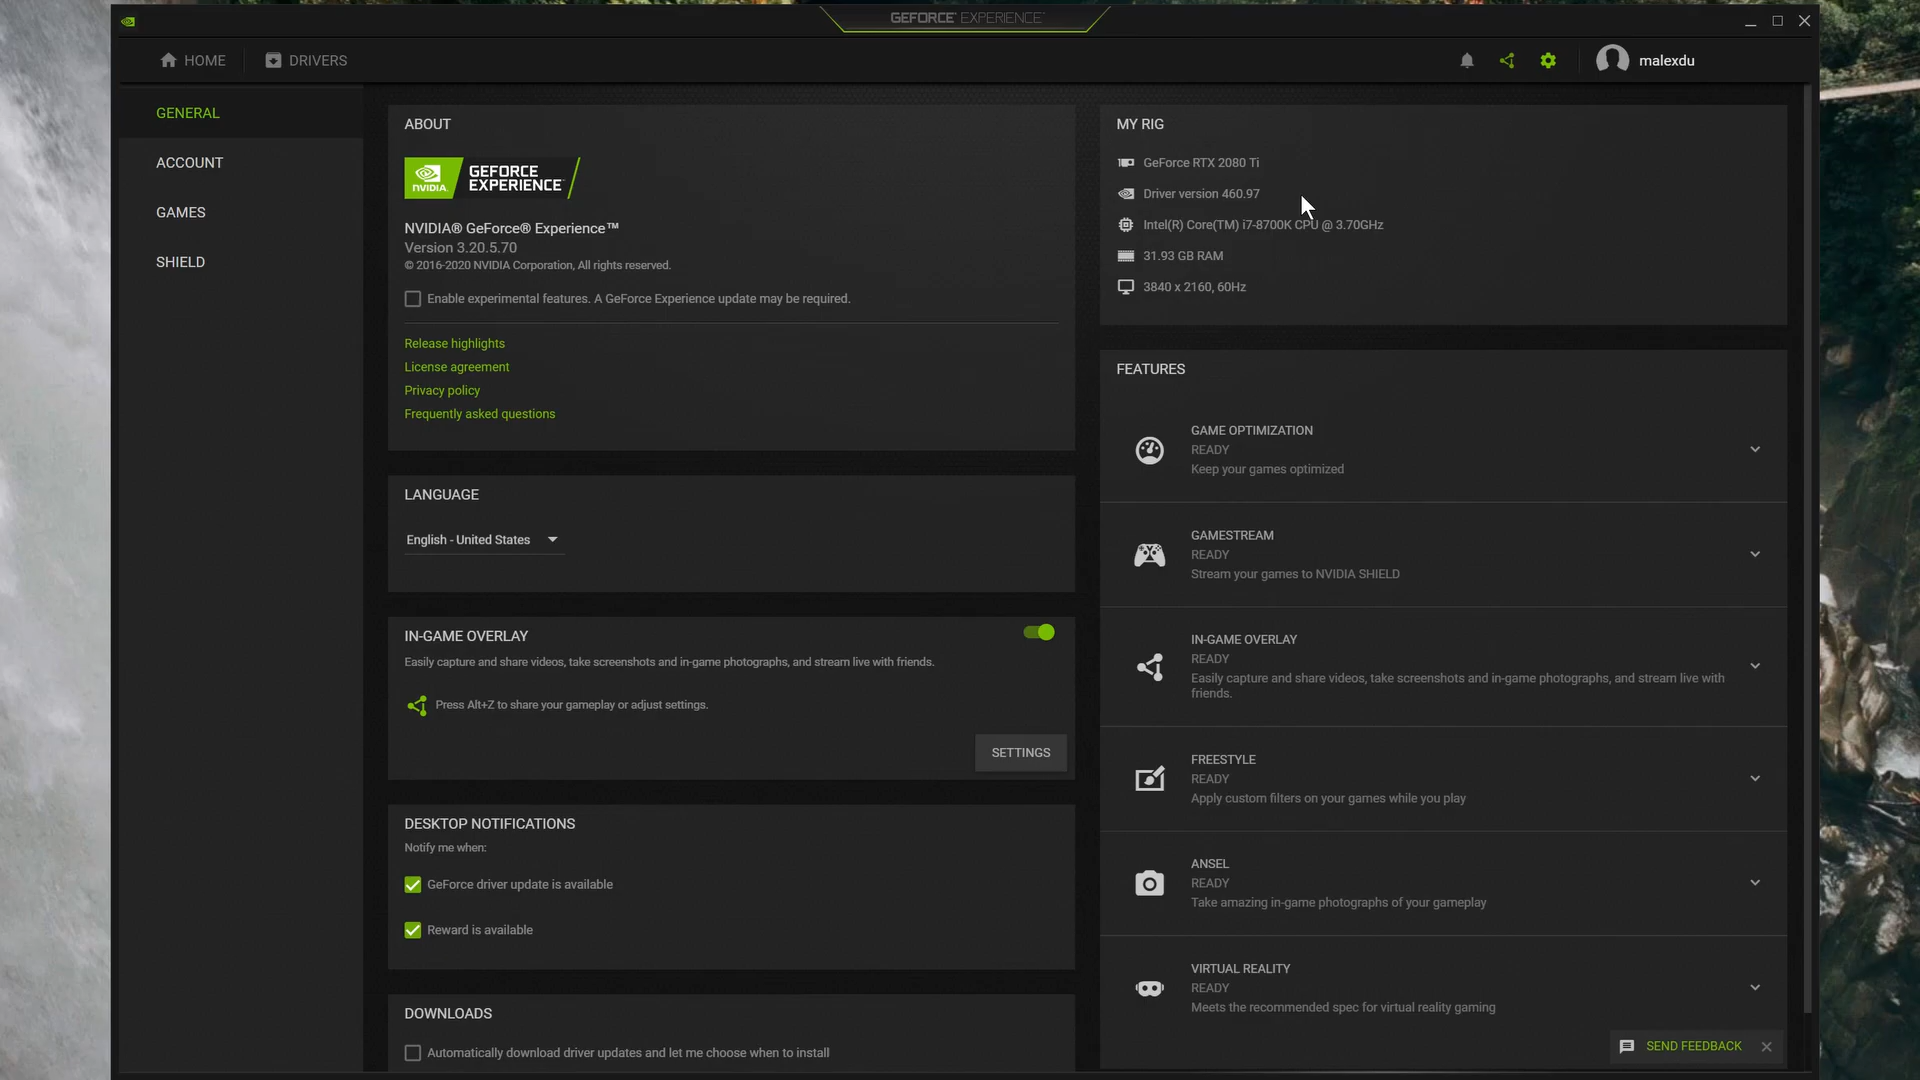 GEFORCE EXPERIENCE
HOME
DRIVERS
malexdu
GENERAL
ACCOUNT
GAMES
SHIELD
ABOUT
NVIDIA. GEFORCE EXPERIENCE
NVIDIA® GeForce® Experience™
Version 3.20.5.70
© 2016-2020 NVIDIA Corporation, All rights reserved.
Enable experimental features. A GeForce Experience update may be required.
Release highlights
License agreement
Privacy policy
Frequently asked questions
LANGUAGE
English - United States
IN-GAME OVERLAY
Easily capture and share videos, take screenshots and in-game photographs, and stream live with friends.
Press Alt+Z to share your gameplay or adjust settings.
SETTINGS
DESKTOP NOTIFICATIONS
Notify me when:
GeForce driver update is available
Reward is available
DOWNLOADS
Automatically download driver updates and let me choose when to install
MY RIG
GeForce RTX 2080 Ti
Driver version 460.97
Intel(R) Core(TM) i7-8700K CPU @ 3.70GHz
31.93 GB RAM
3840 x 2160, 60Hz
FEATURES
GAME OPTIMIZATION
READY
Keep your games optimized
GAMESTREAM
READY
Stream your games to NVIDIA SHIELD
IN-GAME OVERLAY
READY
Easily capture and share videos, take screenshots and in-game photographs, and stream live with
friends.
FREESTYLE
READY
Apply custom filters on your games while you play
ANSEL
READY
Take amazing in-game photographs of your gameplay
VIRTUAL REALITY
READY
Meets the recommended spec for virtual reality gaming
SEND FEEDBACK